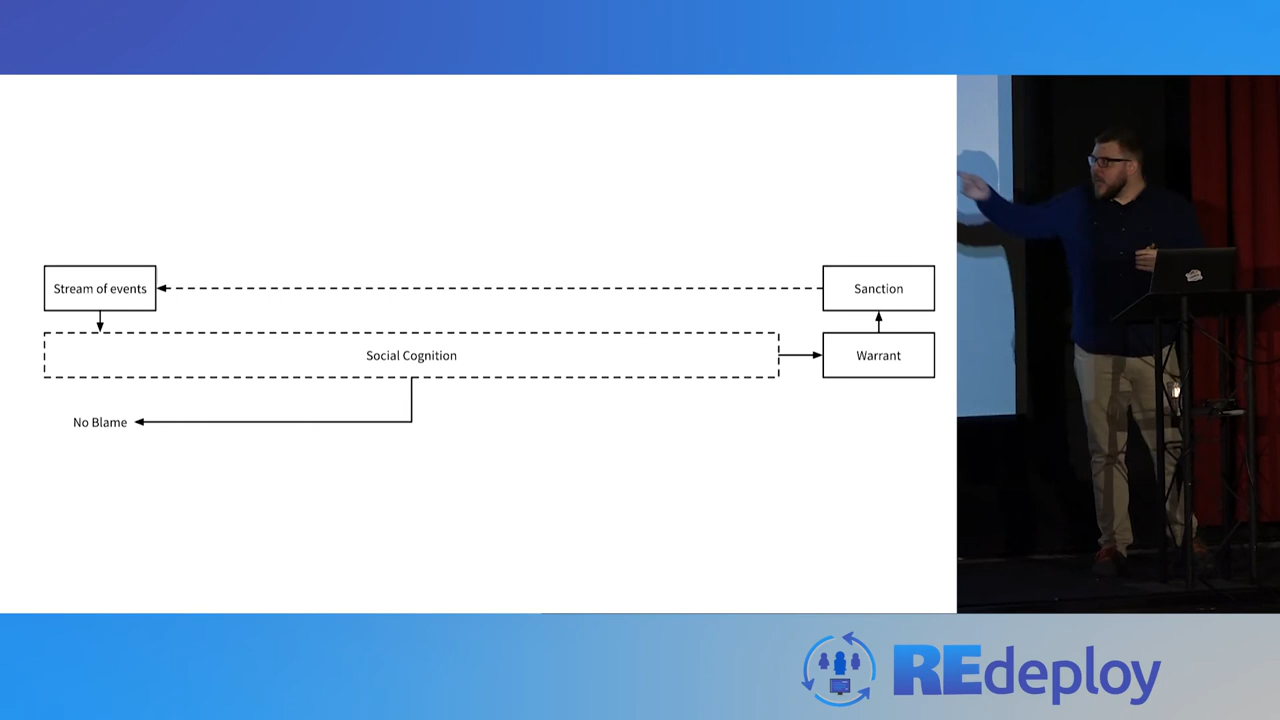 Stream of events
Sanction
Social Cognition
Warrant
No Blame
REdeploy